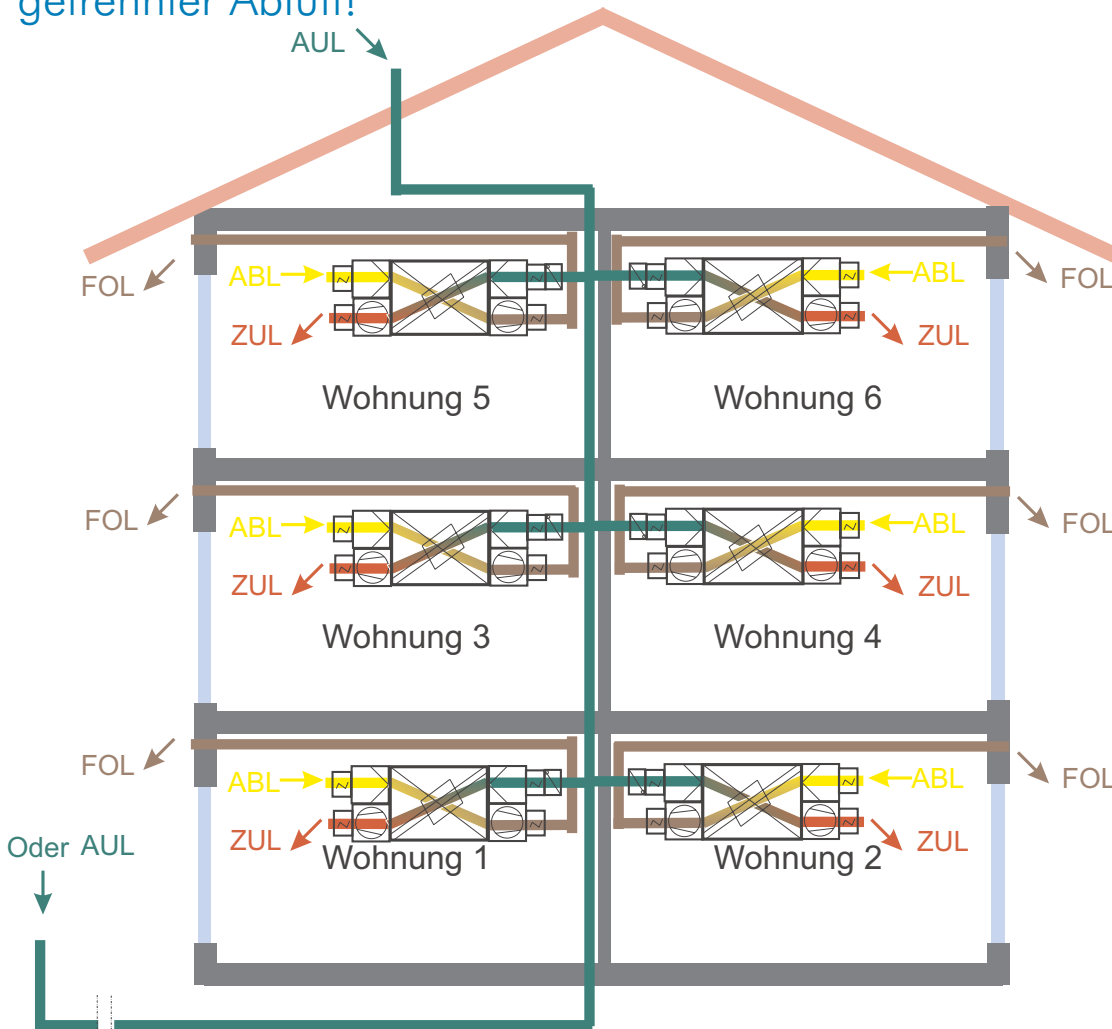 getrennter Abluft!
AUL
FOL ABL ABL FOL
ZUL ZUL
Wohnung 5 Wohnung 6
FOL ABL ABL FOL
ZUL ZUL
Wohnung 3 Wohnung 4
FOL ABL ABL FOL
ZUL ZUL
Oder AUL
Wohnung 1 Wohnung 2